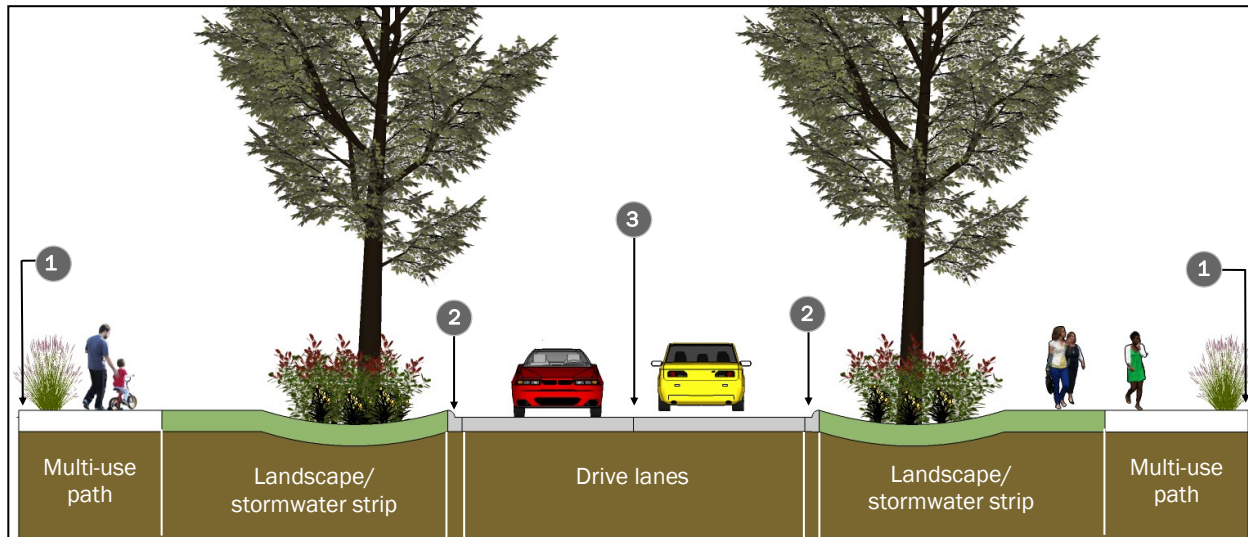 3
1
1
2
2
Multi-use
path
Landscape/
stormwater strip
Drive lanes
Landscape/
stormwater strip
Multi-use
path